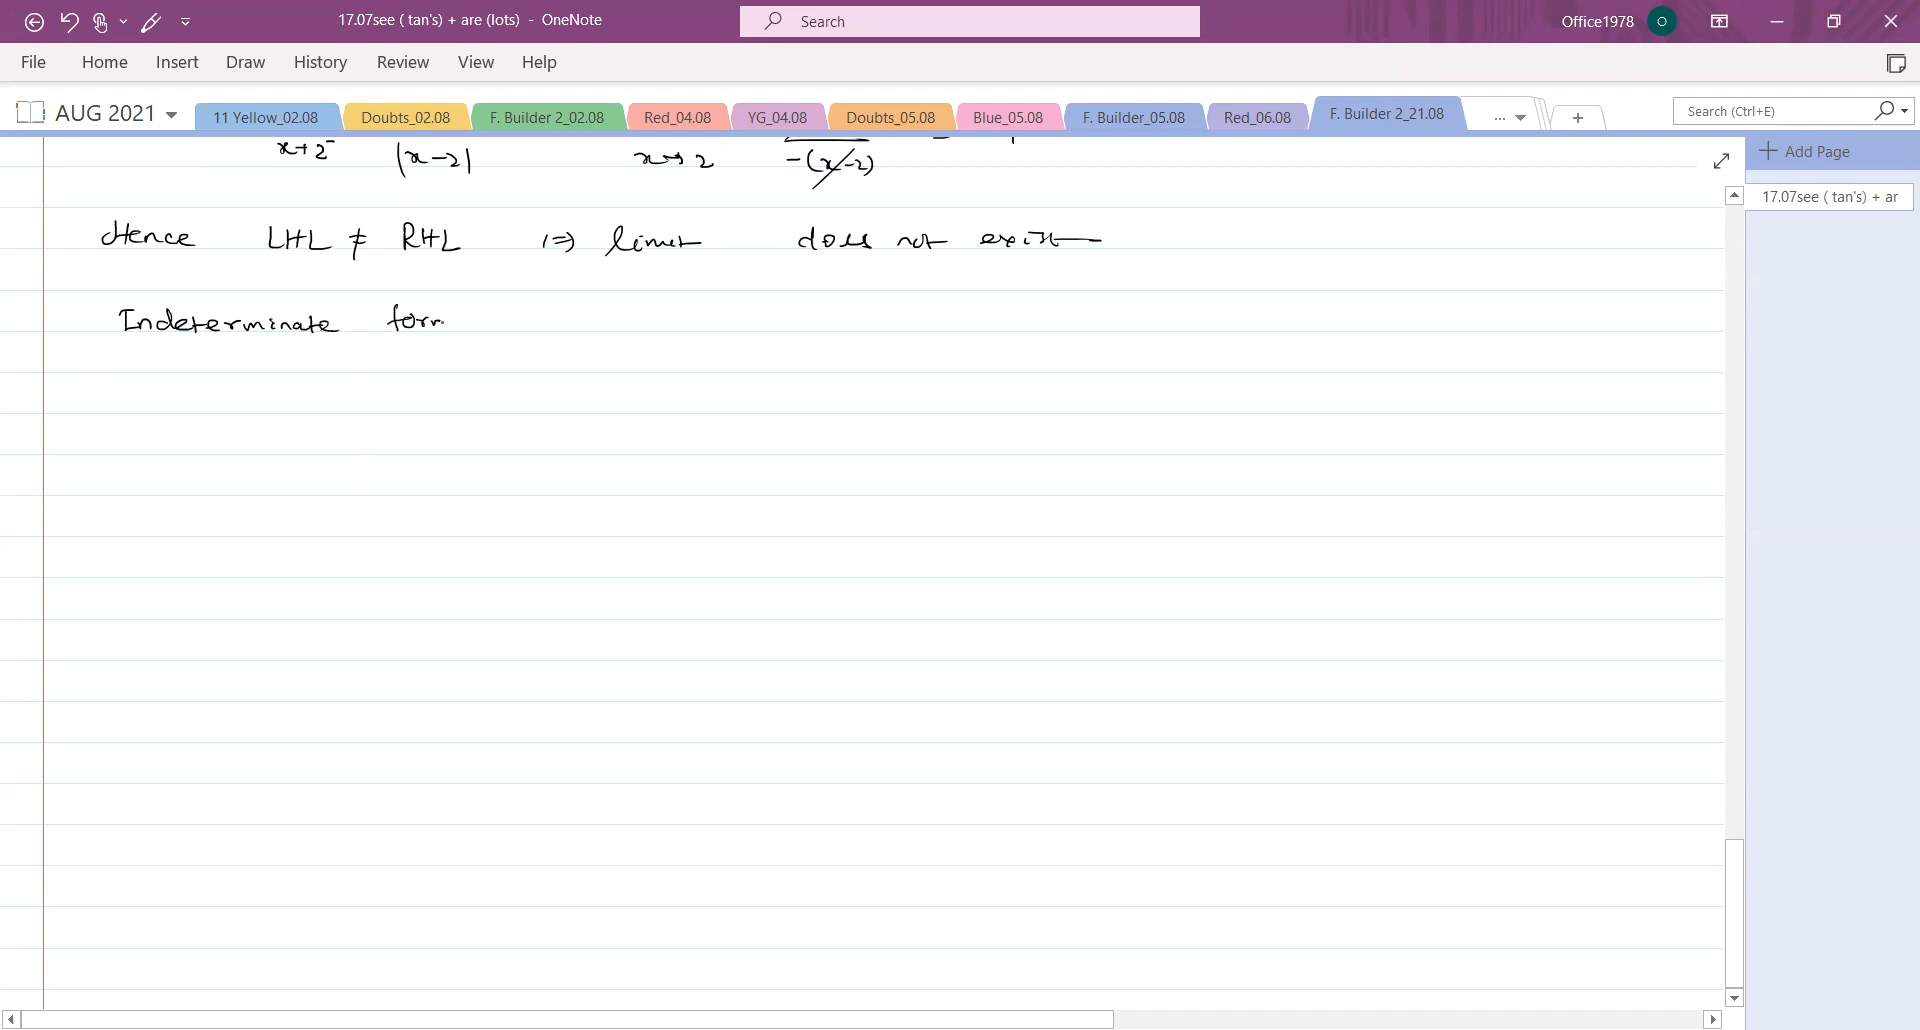 17.07see ( tan's) + are (lots) - OneNote
Search
Office1978
O
File Home Insert Draw History Review View Help
AUG 2021
11 Yellow_02.08 Doubts_02.08 F. Builder 2_02.08 Red_04.08 YG_04.08 Doubts_05.08 Blue_05.08 F. Builder_05.08 Red_06.08 F. Builder 2_21.08 ... +
Search (Ctrl+E)
Add Page
17.07see ( tan's) + ar
x→2⁻ |x-2| x→2 -(x-2)
Hence LHL ≠ RHL |=> limit does not exist
Indeterminate form